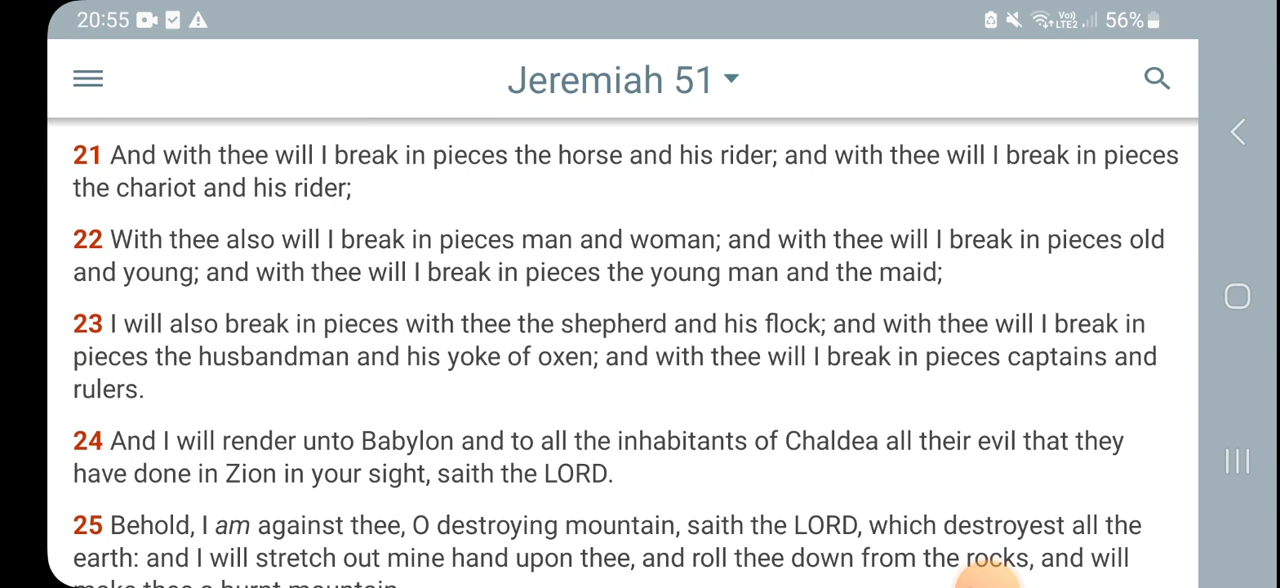 20:55
Vo))
LTE2
56%
Jeremiah 51
21 And with thee will I break in pieces the horse and his rider; and with thee will I break in pieces
the chariot and his rider;
22 With thee also will I break in pieces man and woman; and with thee will I break in pieces old
and young; and with thee will I break in pieces the young man and the maid;
23 I will also break in pieces with thee the shepherd and his flock; and with thee will I break in
pieces the husbandman and his yoke of oxen; and with thee will I break in pieces captains and
rulers.
24 And I will render unto Babylon and to all the inhabitants of Chaldea all their evil that they
have done in Zion in your sight, saith the LORD.
25 Behold, I am against thee, O destroying mountain, saith the LORD, which destroyest all the
earth: and I will stretch out mine hand upon thee, and roll thee down from the rocks, and will
make thee a burnt mountain